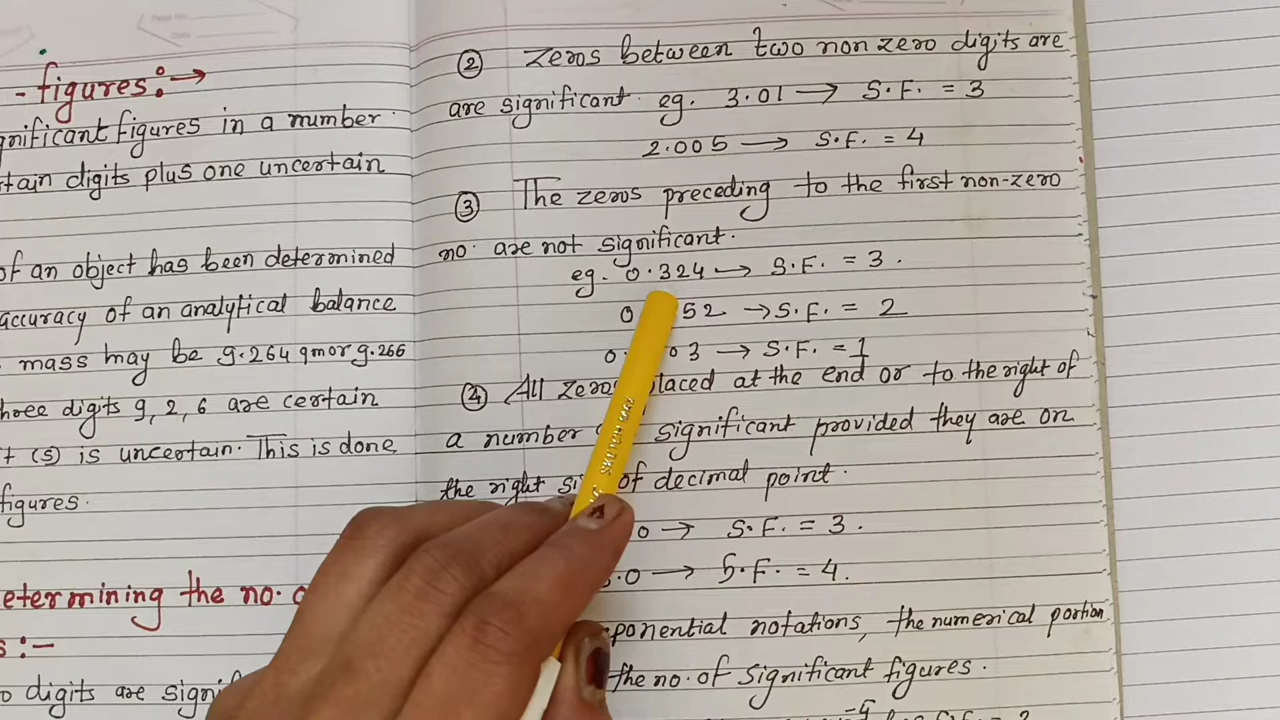 - figures:→
gnificant figures in a number.
tain digits plus one uncertain
of an object has been determined
accuracy of an analytical balance
mass may be 9.264 gm or 9.266
hree digits 9, 2, 6 are certain
it (5) is uncertain. This is done
figures.
etermining the no. o
s:-
o digits are signif
② Zeros between two non zero digits are
are significant. eg. 3.01 → S.F. = 3
2.005 → S.F. = 4
③ The zeros preceding to the first non-zero
no. are not significant.
eg. 0.324 → S.F. = 3.
0 52 → S.F. = 2
0. 03 → S.F. = 1
④ All zeros placed at the end or to the right of
a number significant provided they are on
the right si of decimal point.
0 → S.F. = 3.
.0 → S.F. = 4.
ponential notations, the numerical portion
the no. of significant figures.